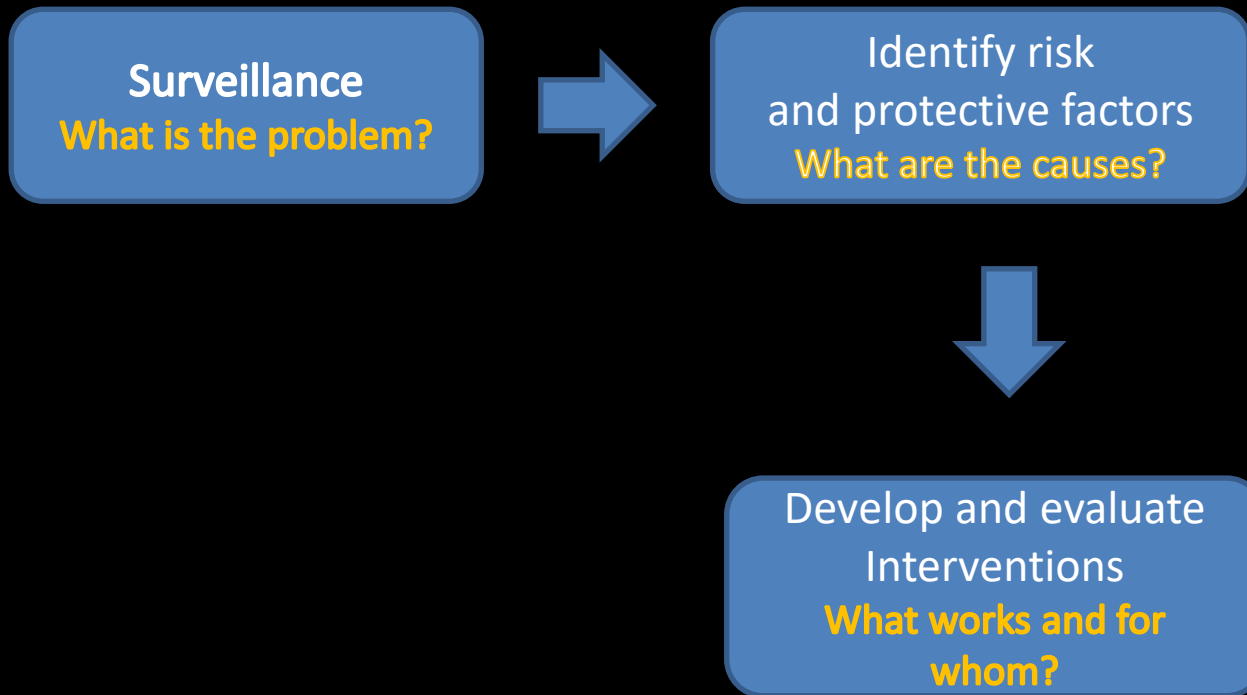 Surveillance
What is the problem?
Identify risk
and protective factors
What are the causes?
Develop and evaluate
Interventions
What works and for
whom?